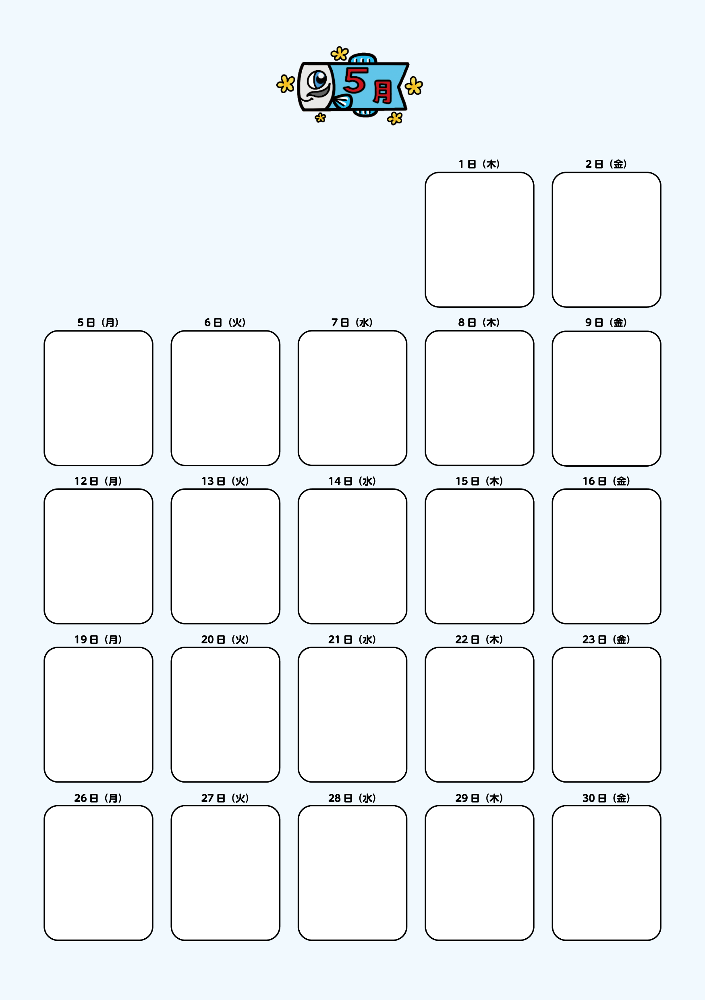 5月
1日（木） 2日（金）
5日（月） 6日（火） 7日（水） 8日（木） 9日（金）
12日（月） 13日（火） 14日（水） 15日（木） 16日（金）
19日（月） 20日（火） 21日（水） 22日（木） 23日（金）
26日（月） 27日（火） 28日（水） 29日（木） 30日（金）